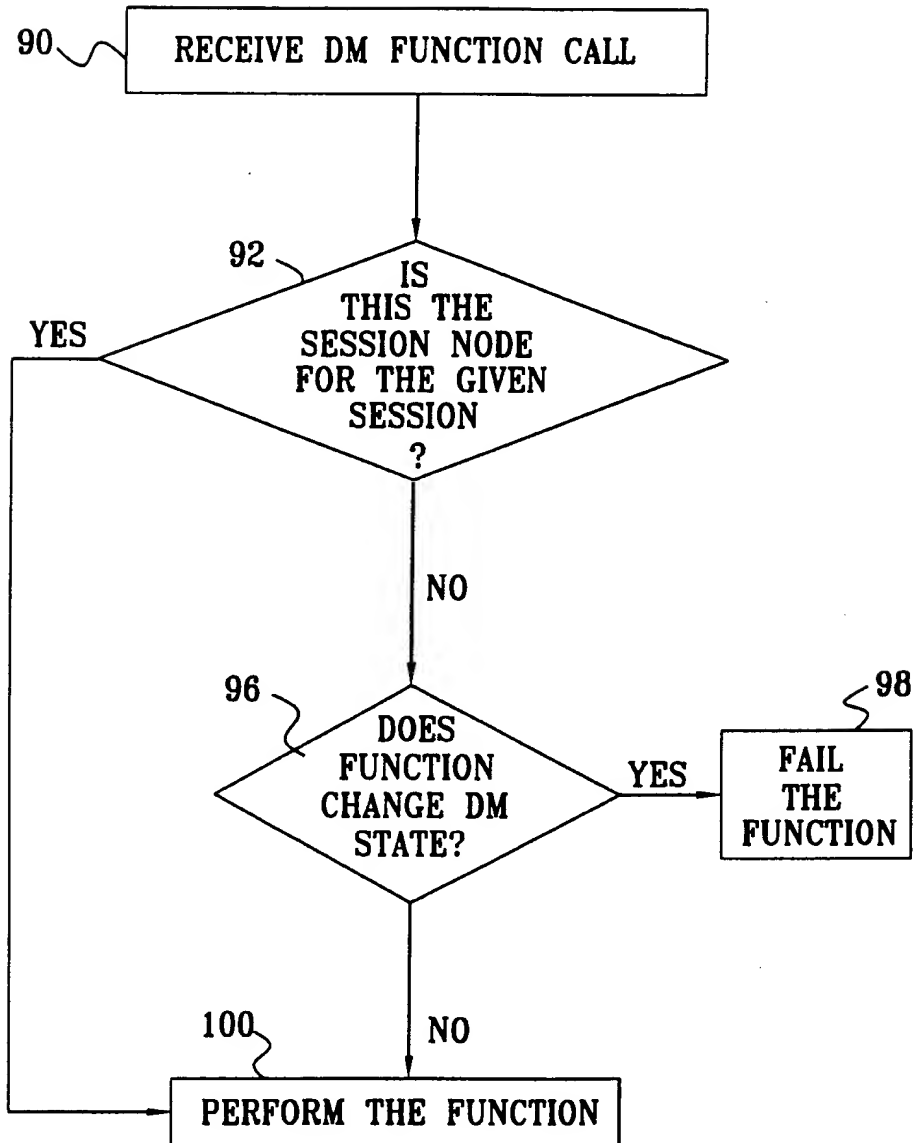 90
RECEIVE DM FUNCTION CALL
92
IS
THIS THE
SESSION NODE
FOR THE GIVEN
SESSION
?
YES
NO
96
DOES
FUNCTION
CHANGE DM
STATE?
YES
98
FAIL
THE
FUNCTION
NO
100
PERFORM THE FUNCTION